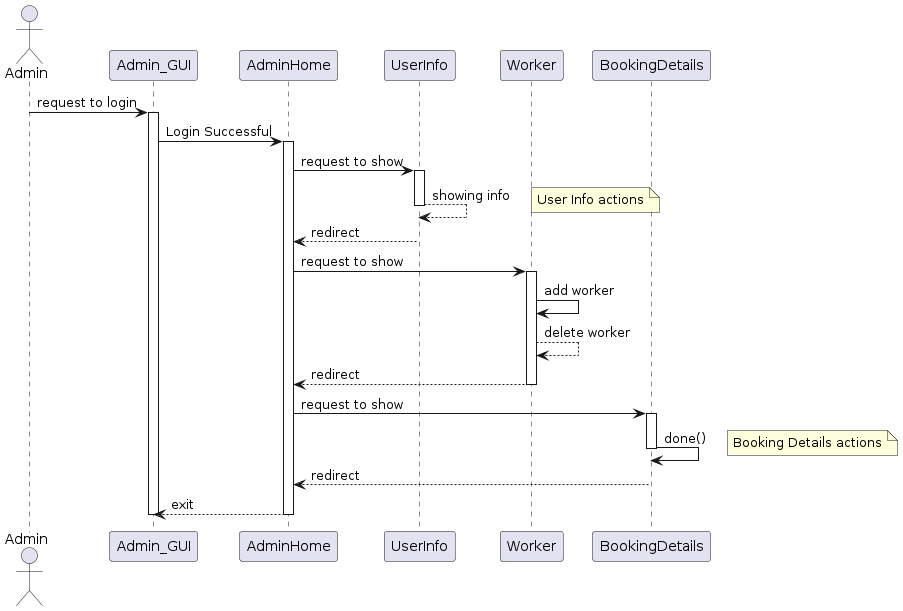 Admin
Admin_GUI
AdminHome
UserInfo
Worker
BookingDetails
request to login
Login Successful
request to show
showing info
User Info actions
redirect
request to show
add worker
delete worker
redirect
request to show
done()
Booking Details actions
redirect
exit
Admin
Admin_GUI
AdminHome
UserInfo
Worker
BookingDetails